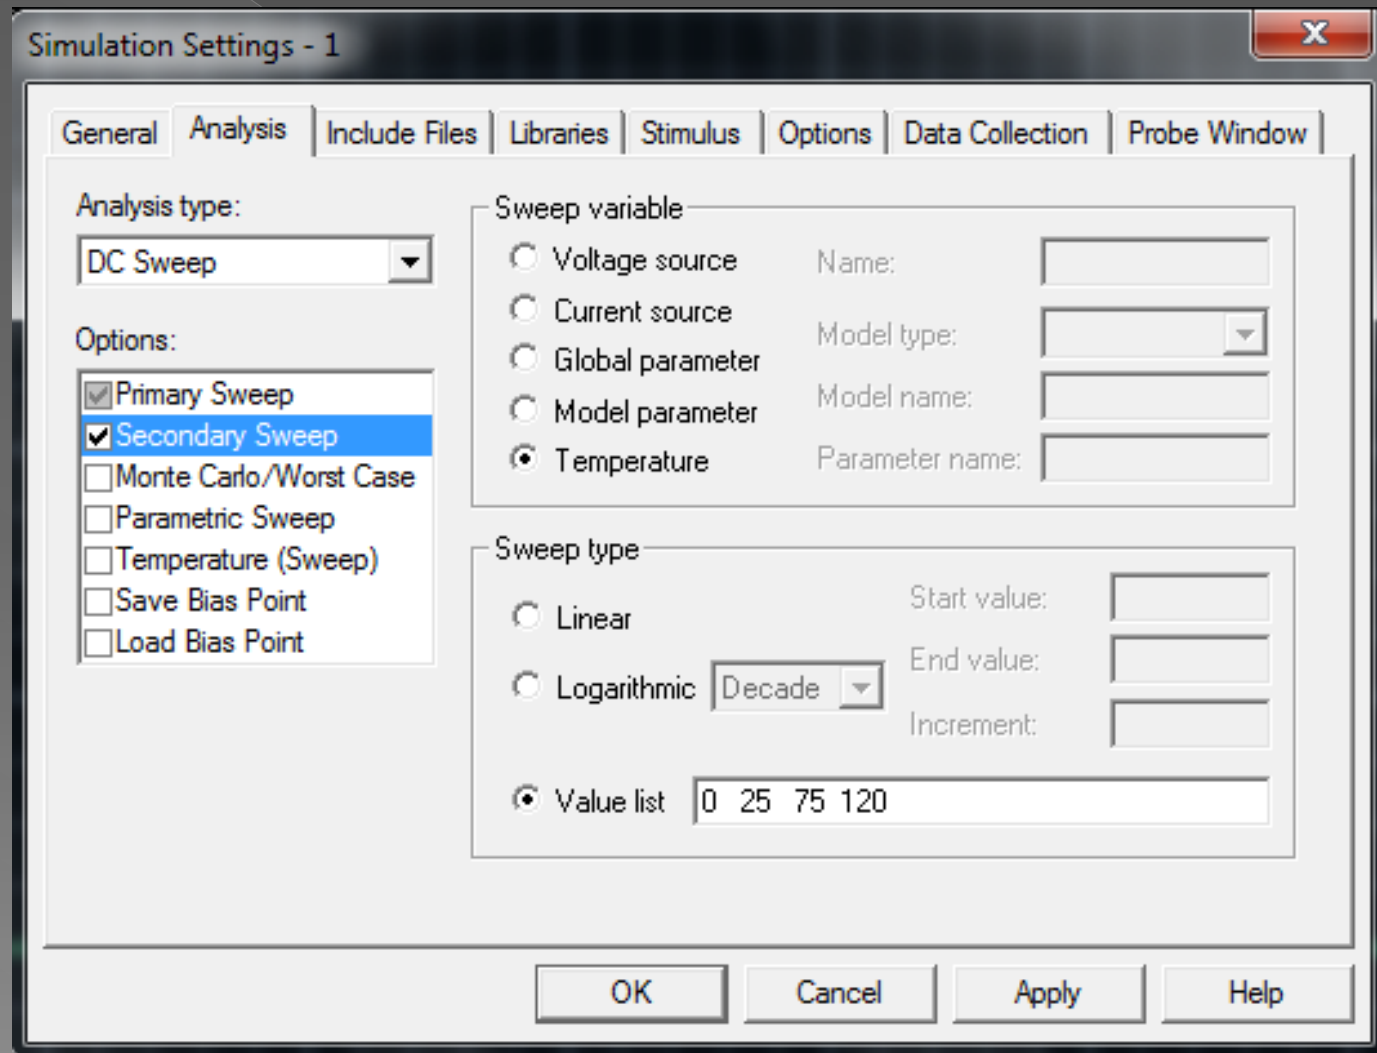 Simulation Settings - 1
X
General Analysis Include Files Libraries Stimulus Options Data Collection Probe Window
Analysis type:
DC Sweep
Options:
Primary Sweep
Secondary Sweep
Monte Carlo/Worst Case
Parametric Sweep
Temperature (Sweep)
Save Bias Point
Load Bias Point
Sweep variable
Voltage source
Current source
Global parameter
Model parameter
Temperature
Name:
Model type:
Model name:
Parameter name:
Sweep type
Linear
Logarithmic Decade
Start value:
End value:
Increment:
Value list 0 25 75 120
OK Cancel Apply Help